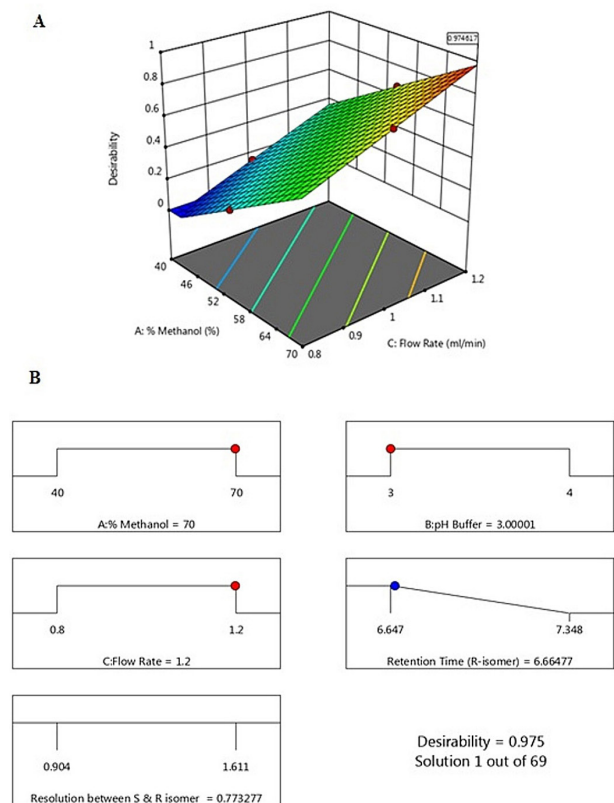 A
0.974617
1
0.8
0.6
0.4
0.2
0
Desirability
40
46
52
58
64
70
A: % Methanol (%)
0.8
0.9
1
1.1
1.2
C: Flow Rate (ml/min)
B
40
70
A:% Methanol = 70
3
4
B:pH Buffer = 3.00001
0.8
1.2
C:Flow Rate = 1.2
6.647
7.348
Retention Time (R-isomer) = 6.66477
0.904
1.611
Resolution between S & R isomer = 0.773277
Desirability = 0.975
Solution 1 out of 69